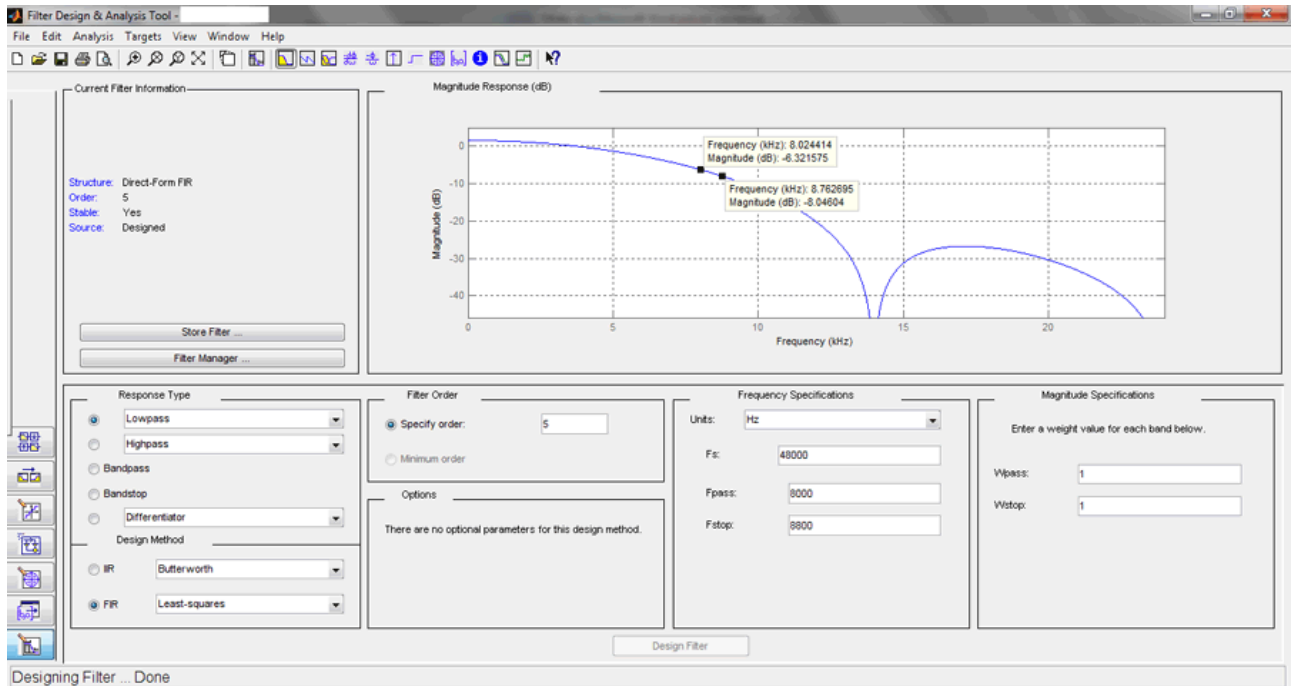 Filter Design & Analysis Tool -
File Edit Analysis Targets View Window Help
Current Filter Information
Structure: Direct-Form FIR
Order: 5
Stable: Yes
Source: Designed
Store Filter ...
Filter Manager ...
Magnitude Response (dB)
Magnitude (dB)
0
-10
-20
-30
-40
Frequency (kHz): 8.024414
Magnitude (dB): -6.321575
Frequency (kHz): 8.762695
Magnitude (dB): -8.04604
0 5 10 15 20
Frequency (kHz)
Response Type
Lowpass
Highpass
Bandpass
Bandstop
Differentiator
Design Method
IIR Butterworth
FIR Least-squares
Filter Order
Specify order: 5
Minimum order
Options
There are no optional parameters for this design method.
Frequency Specifications
Units: Hz
Fs: 48000
Fpass: 8000
Fstop: 8800
Magnitude Specifications
Enter a weight value for each band below.
Wpass: 1
Wstop: 1
Design Filter
Designing Filter ... Done